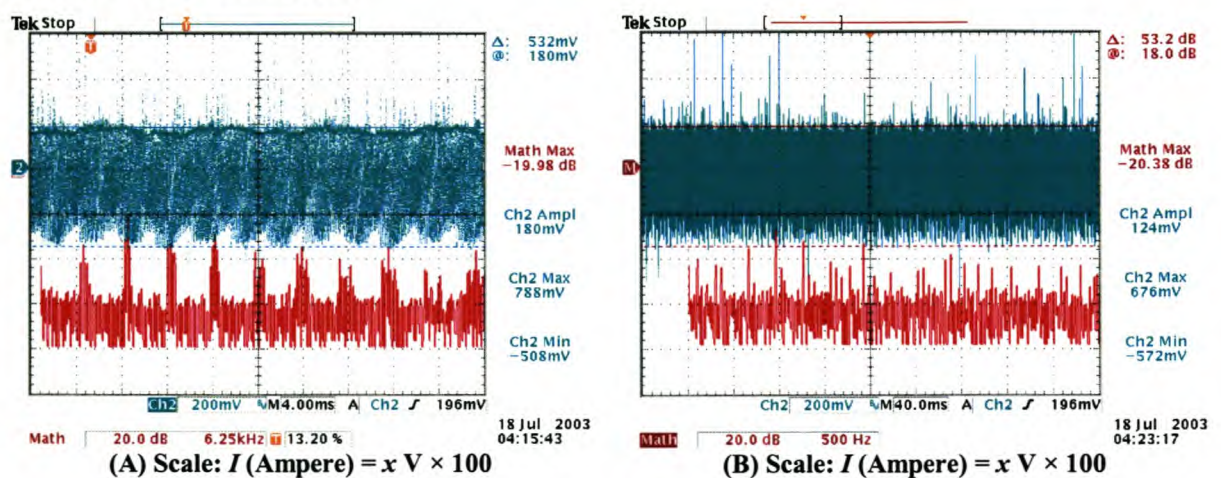 Tek Stop
T
T
Δ: 532mV
@: 180mV
2
Math Max
-19.98 dB
Ch2 Ampl
180mV
Ch2 Max
788mV
Ch2 Min
-508mV
Ch2 200mV M 4.00ms A Ch2 196mV
18 Jul 2003
04:15:43
Math 20.0 dB 6.25kHz T 13.20 %
(A) Scale: I (Ampere) = x V × 100
Tek Stop
Δ: 53.2 dB
@: 18.0 dB
M
Math Max
-20.38 dB
Ch2 Ampl
124mV
Ch2 Max
676mV
Ch2 Min
-572mV
Ch2 200mV M 40.0ms A Ch2 196mV
18 Jul 2003
04:23:17
Math 20.0 dB 500 Hz
(B) Scale: I (Ampere) = x V × 100